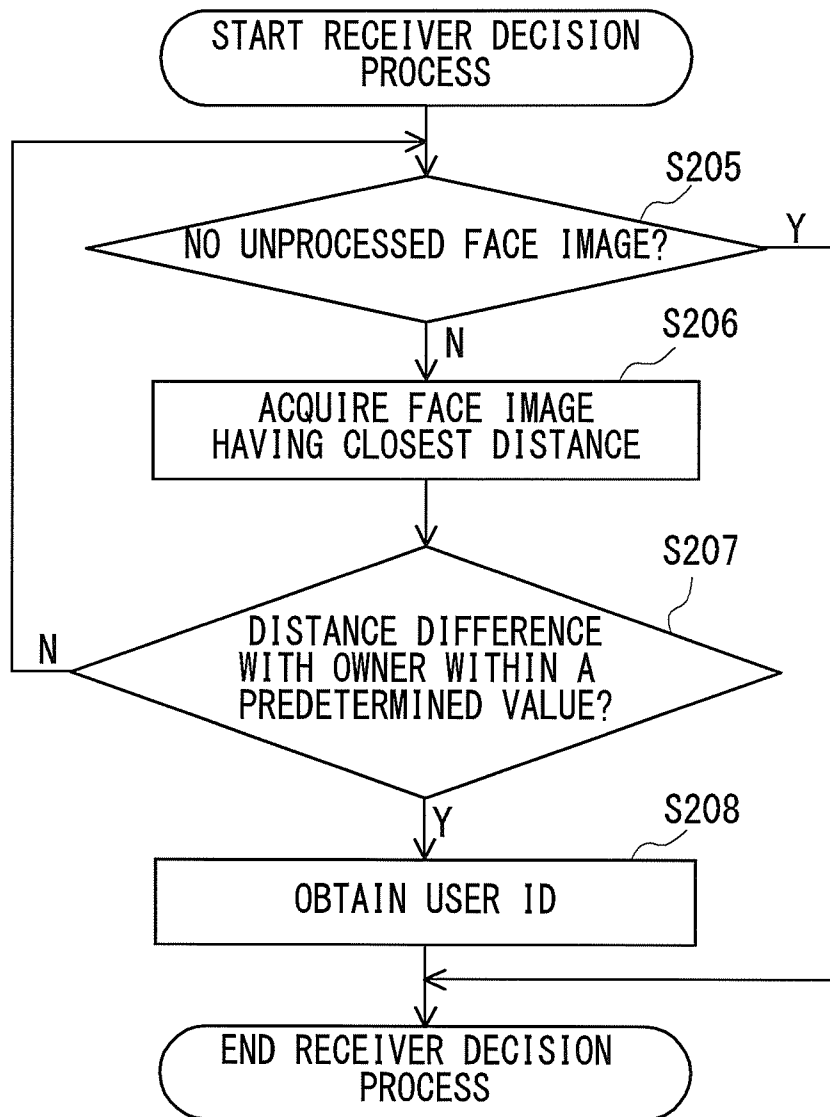 START RECEIVER DECISION
PROCESS
S205
NO UNPROCESSED FACE IMAGE?
Y
N
S206
ACQUIRE FACE IMAGE
HAVING CLOSEST DISTANCE
S207
DISTANCE DIFFERENCE
WITH OWNER WITHIN A
PREDETERMINED VALUE?
N
Y
S208
OBTAIN USER ID
END RECEIVER DECISION
PROCESS